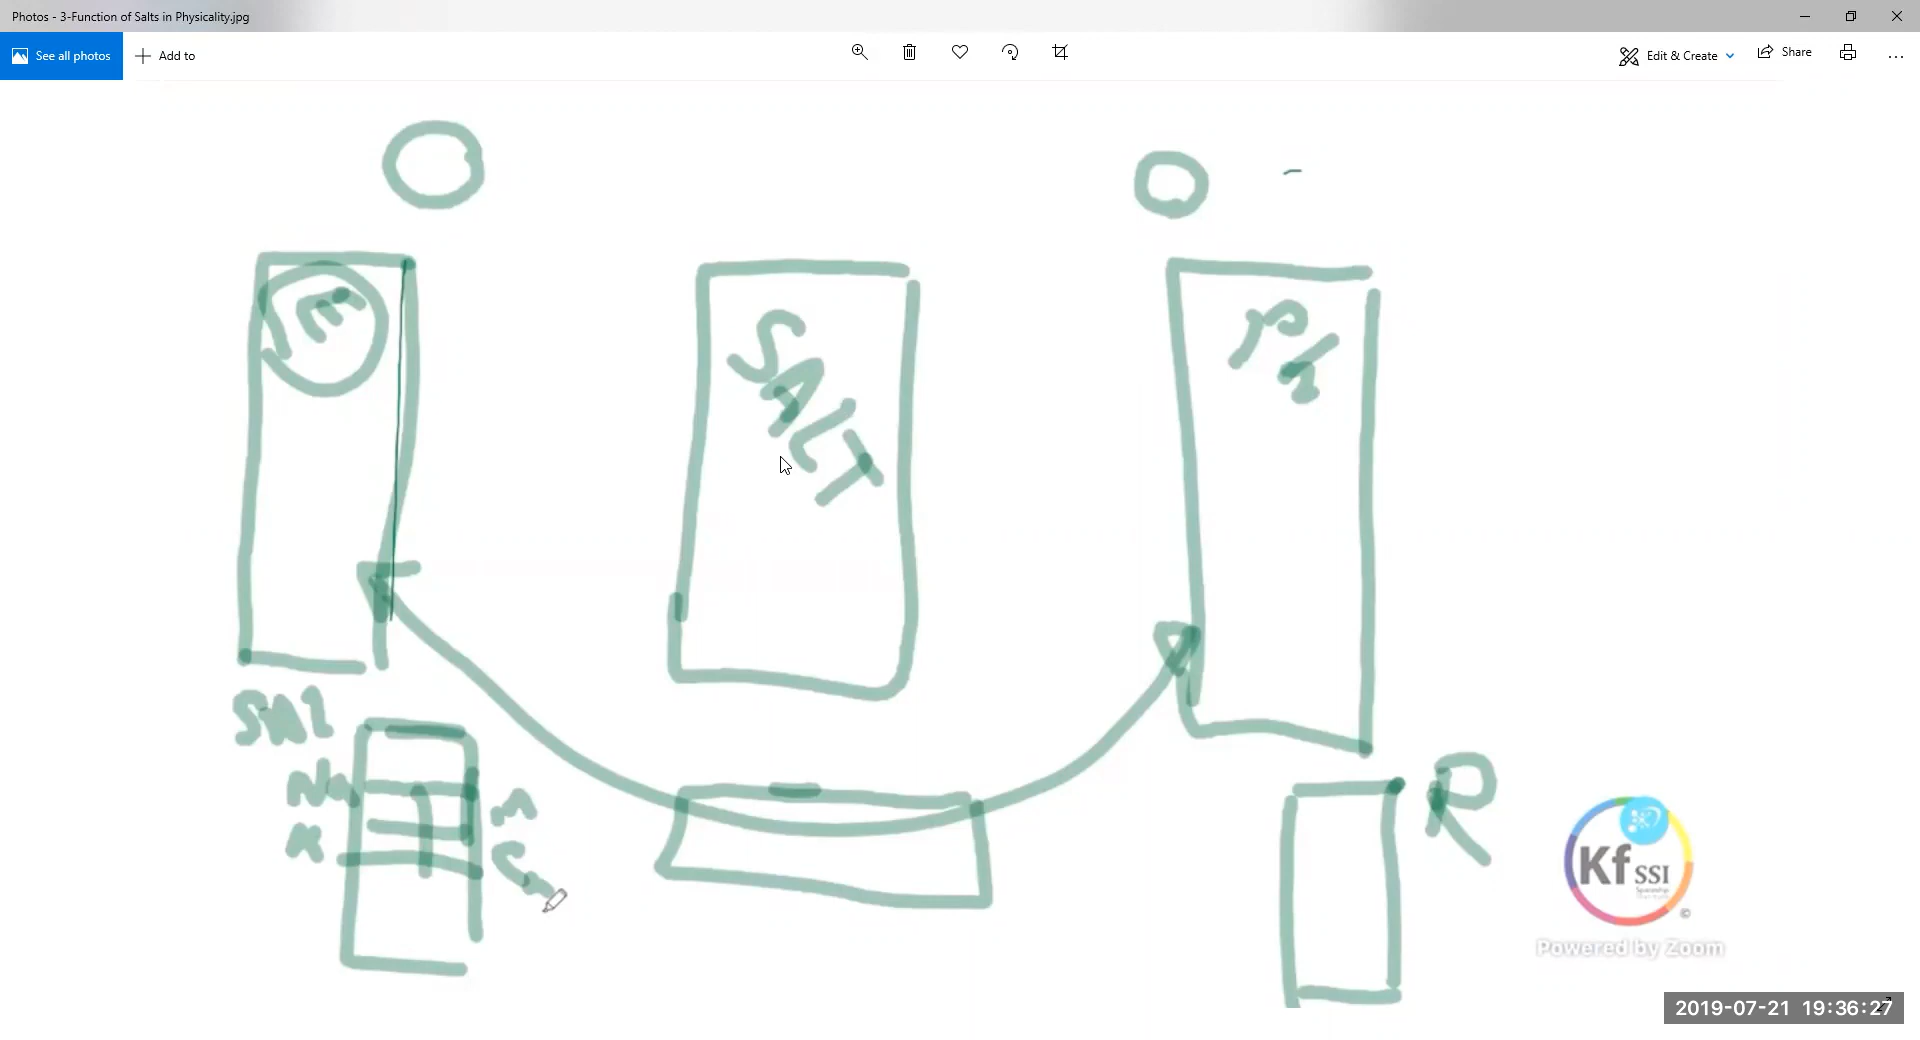 Photos - 3-Function of Salts in Physicality.jpg
See all photos
Add to
Edit & Create
Share
...
E
SALT
Na
K
R
Kf SSI
©
Powered by Zoom
2019-07-21 19:36:27